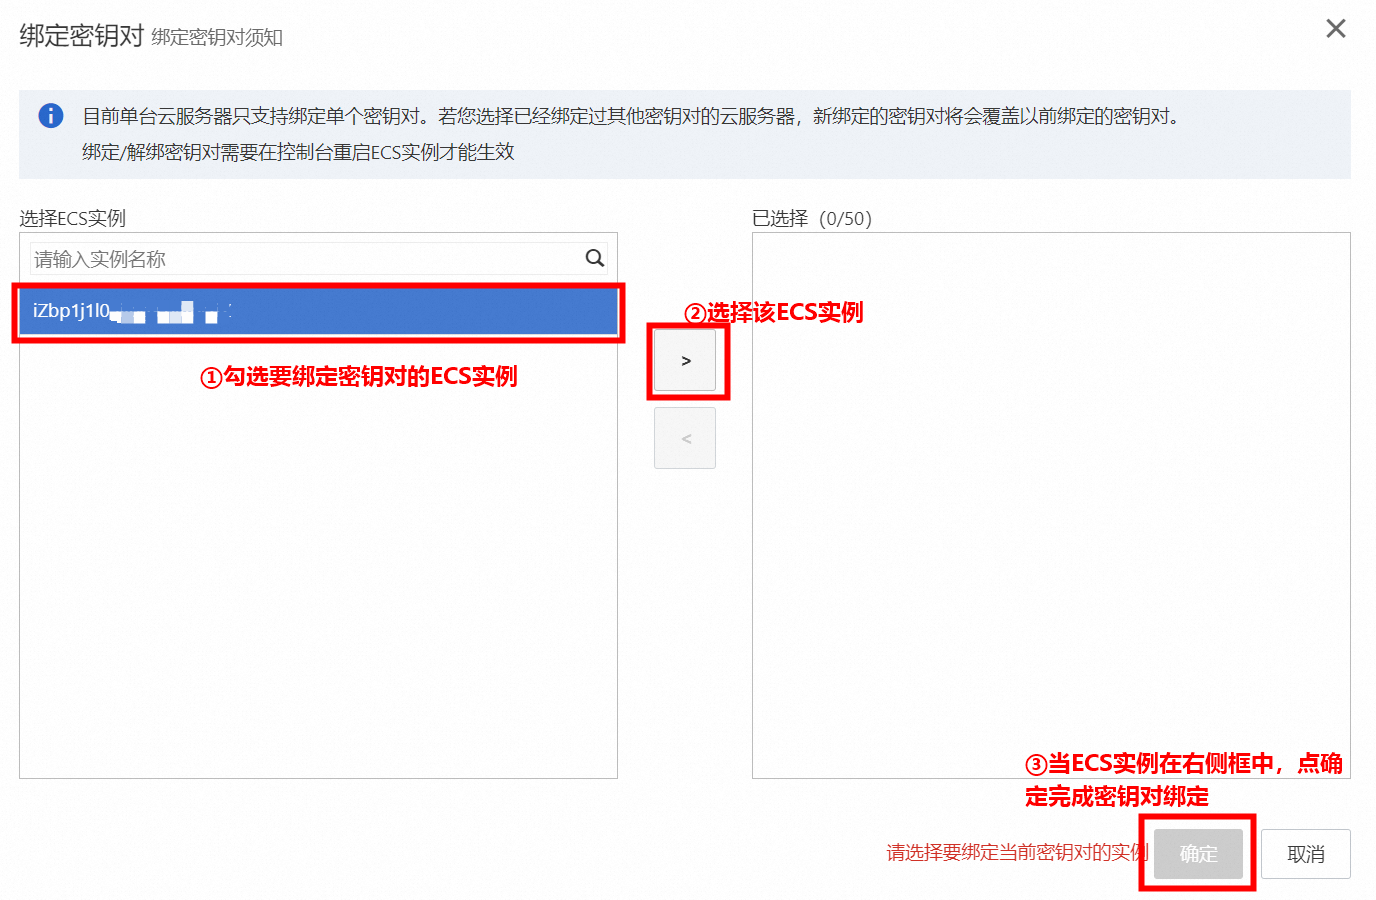 绑定密钥对 绑定密钥对须知
目前单台云服务器只支持绑定单个密钥对。若您选择已经绑定过其他密钥对的云服务器，新绑定的密钥对将会覆盖以前绑定的密钥对。
绑定/解绑密钥对需要在控制台重启ECS实例才能生效
选择ECS实例
已选择（0/50）
请输入实例名称
iZbp1j1l0
②选择该ECS实例
>
①勾选要绑定密钥对的ECS实例
<
③当ECS实例在右侧框中，点确
定完成密钥对绑定
请选择要绑定当前密钥对的实例
确定
取消